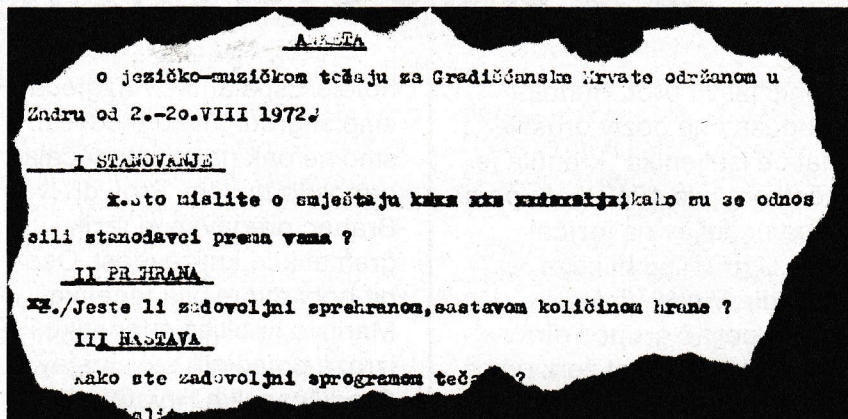 ANKETA
o jezičko-muzičkom tečaju za Gradišćanske Hrvate održanom u
Zadru od 2.-2o.VIII 1972.
I STANOVANJE
Što mislite o smještaju kako su se odnos
sili stanodavci prema vama ?
II PREHRANA
./Jeste li zadovoljni sprehranom,sastavom količinom hrane ?
III NASTAVA
Kako ste zadovoljni sprogramom ?